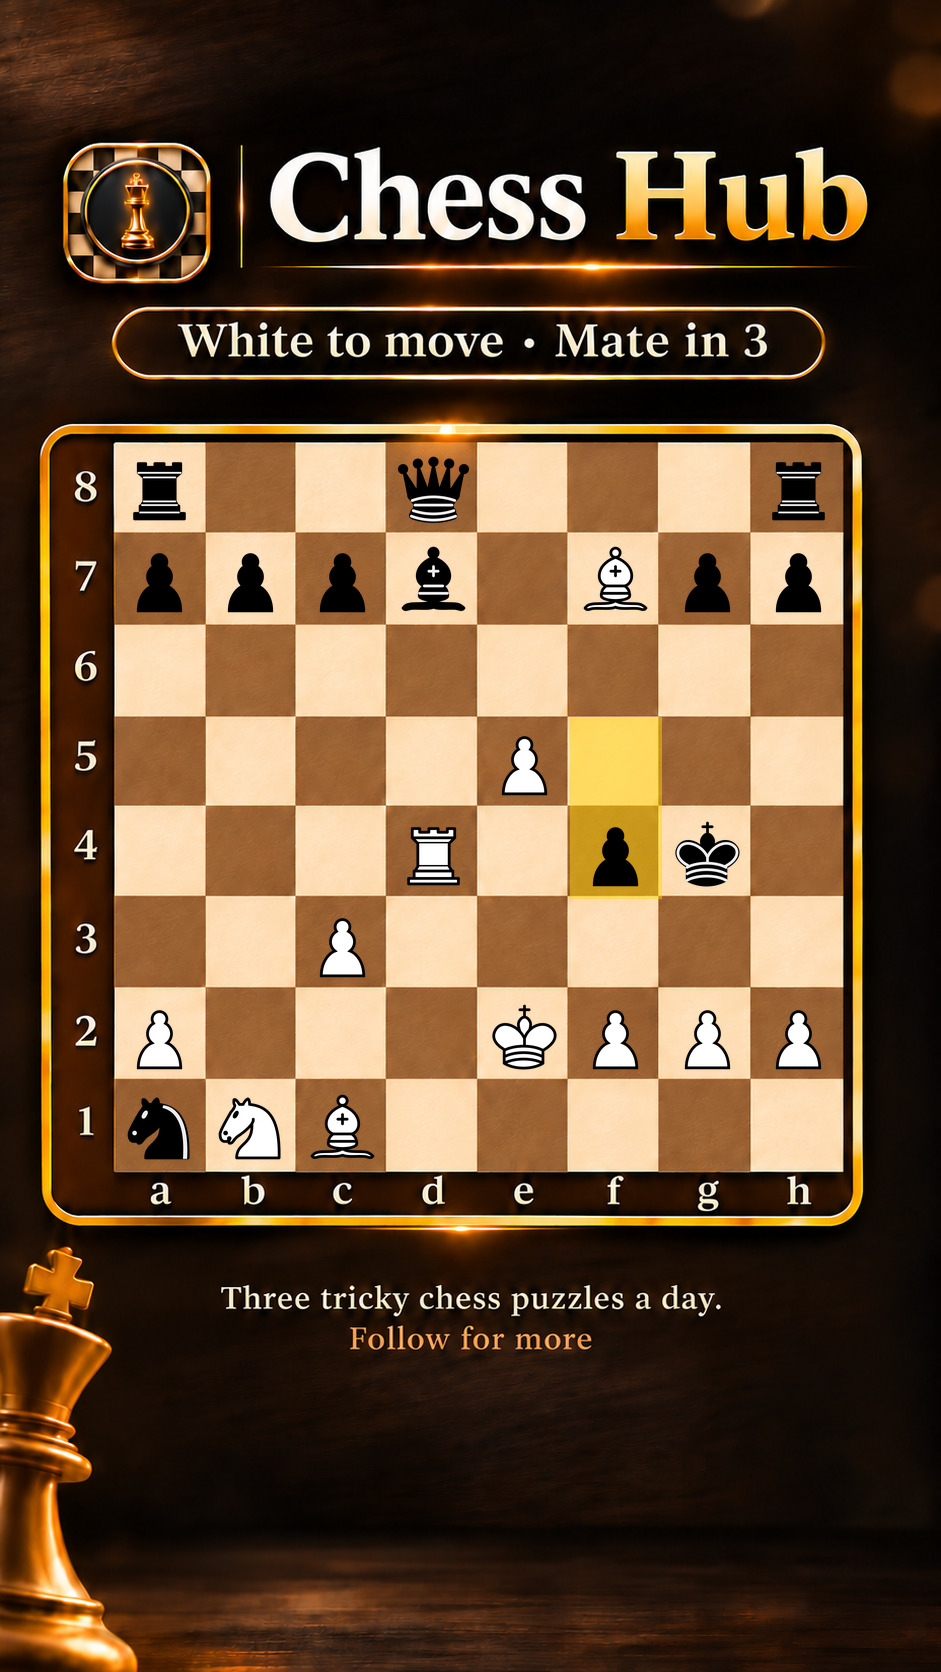 Chess Hub
White to move • Mate in 3
8
7
6
5
4
3
2
1
a b c d e f g h
Three tricky chess puzzles a day.
Follow for more